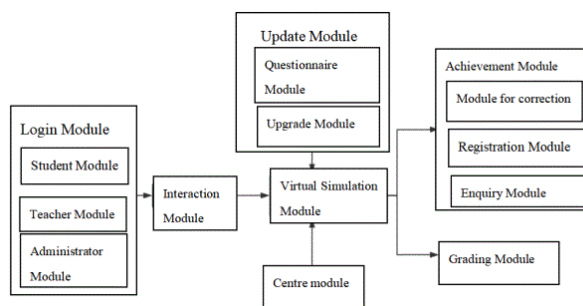 Update Module
Questionnaire
Module
Upgrade Module
Achievement Module
Module for correction
Registration Module
Enquiry Module
Login Module
Student Module
Teacher Module
Administrator
Module
Interaction
Module
Virtual Simulation
Module
Centre module
Grading Module